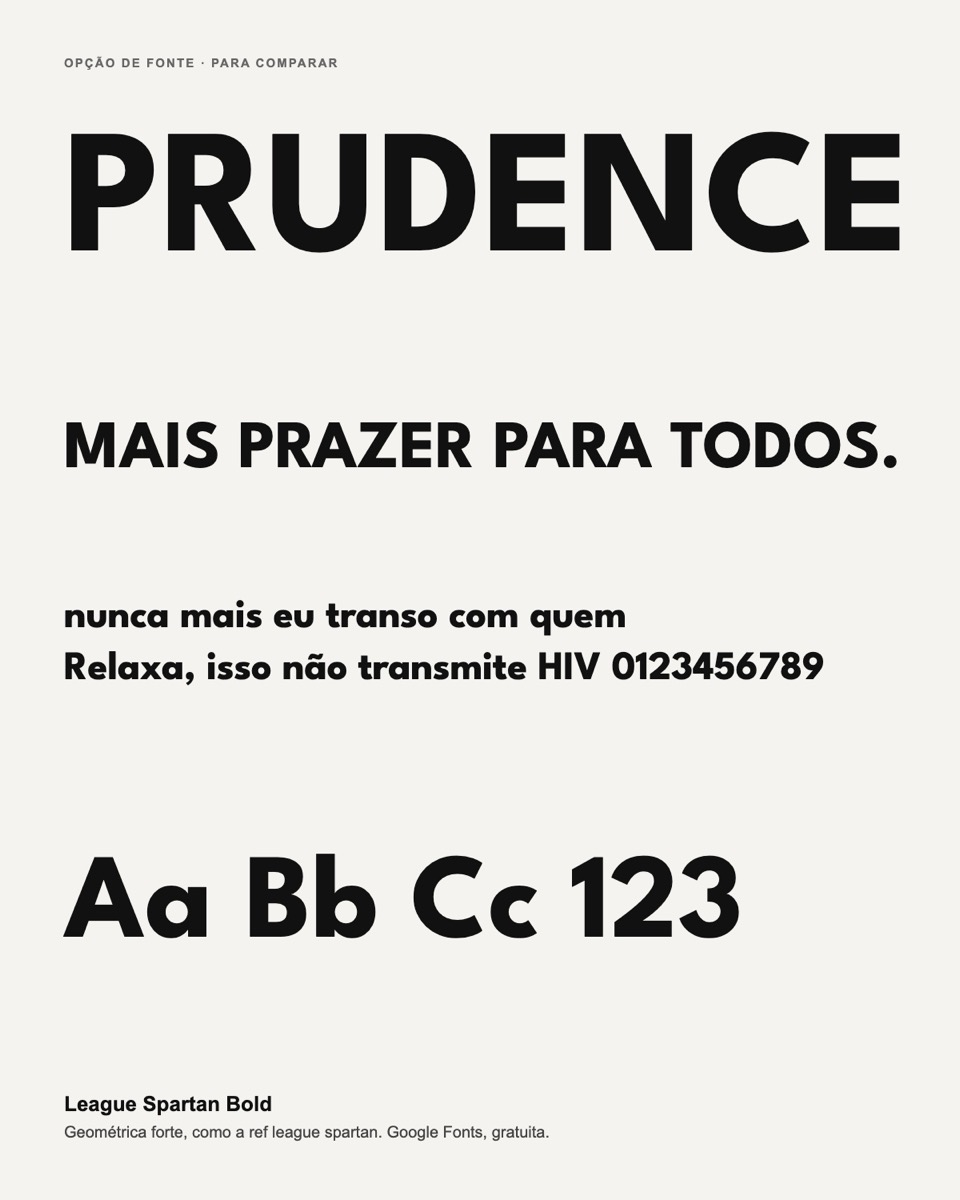 OPÇÃO DE FONTE · PARA COMPARAR
PRUDENCE
MAIS PRAZER PARA TODOS.
nunca mais eu transo com quem
Relaxa, isso não transmite HIV 0123456789
Aa Bb Cc 123
League Spartan Bold
Geométrica forte, como a ref league spartan. Google Fonts, gratuita.